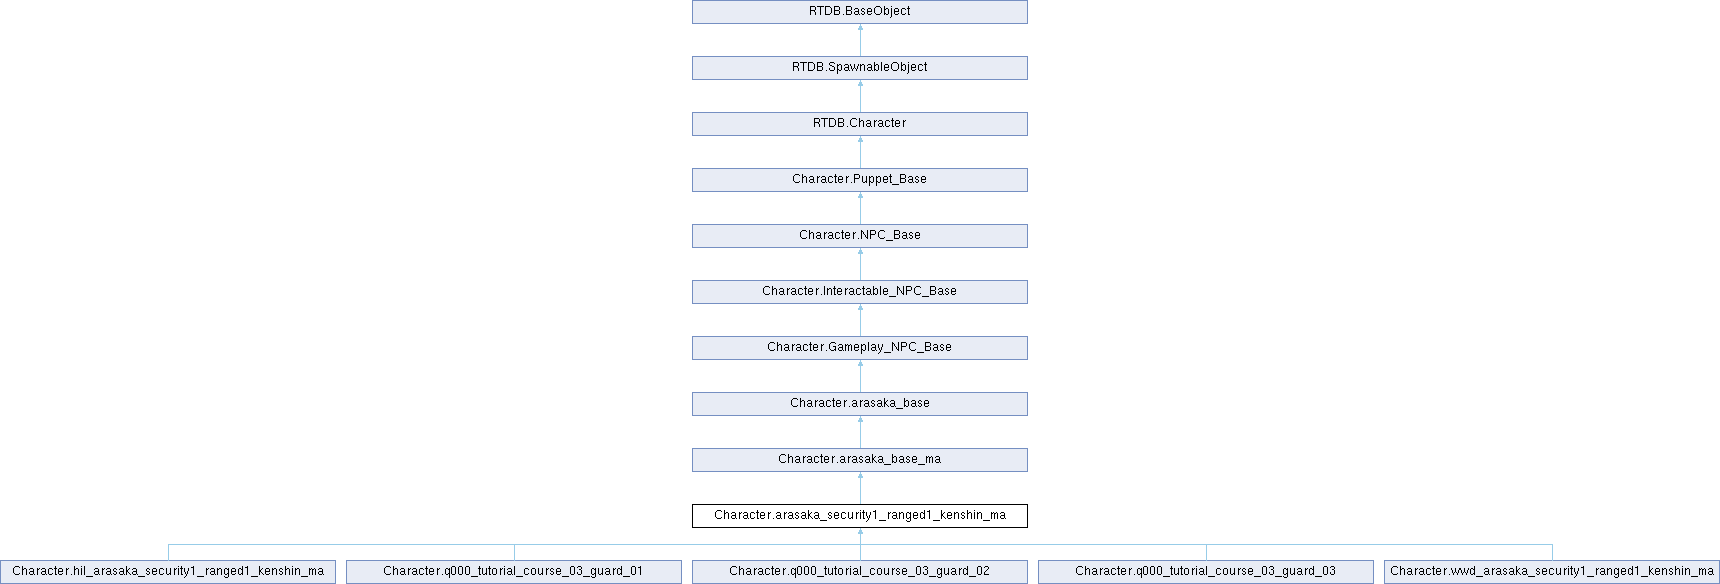 RTDB.BaseObject
RTDB.SpawnableObject
RTDB.Character
Character.Puppet_Base
Character.NPC_Base
Character.Interactable_NPC_Base
Character.Gameplay_NPC_Base
Character.arasaka_base
Character.arasaka_base_ma
Character.arasaka_security1_ranged1_kenshin_ma
Character.hil_arasaka_security1_ranged1_kenshin_ma
Character.q000_tutorial_course_03_guard_01
Character.q000_tutorial_course_03_guard_02
Character.q000_tutorial_course_03_guard_03
Character.wwd_arasaka_security1_ranged1_kenshin_ma